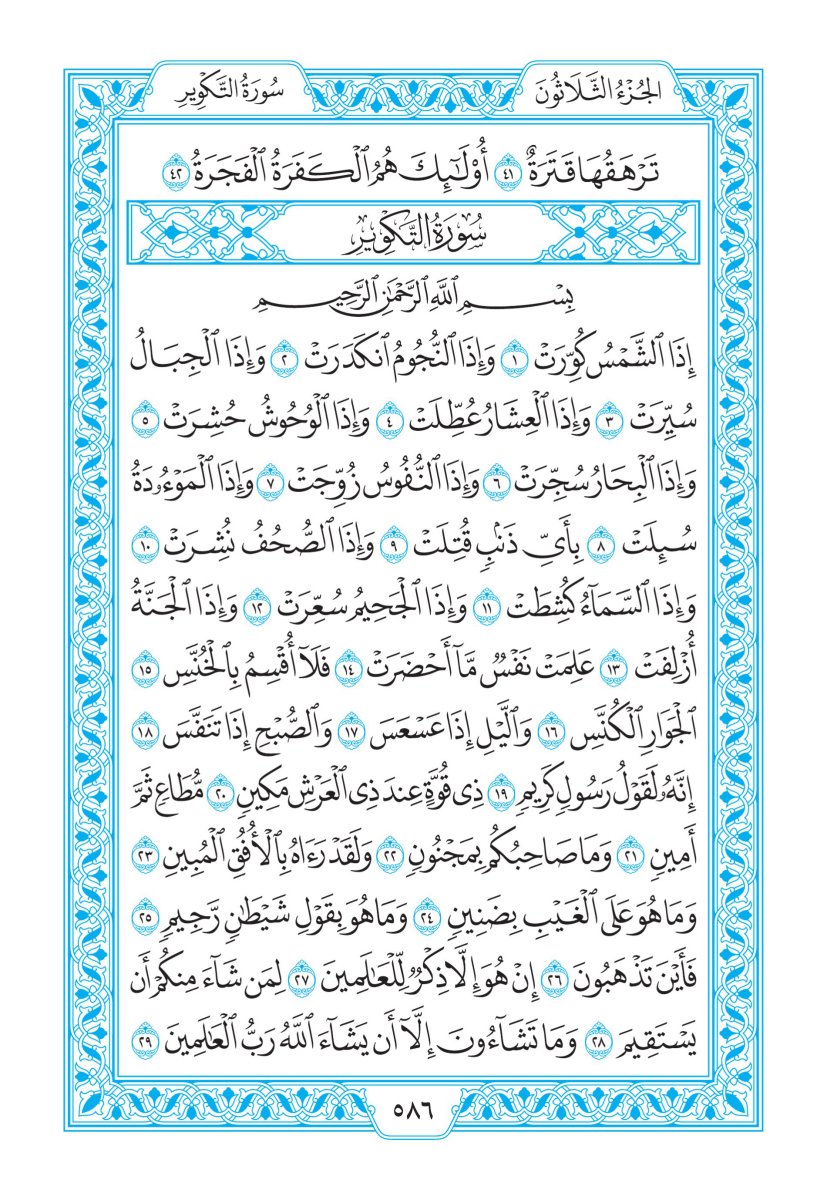 الجُزْءُ الثَّلَاثُونَ
سُورَةُ التَّكْوِيرِ
تَرْهَقُهَا قَتَرَةٌ ٤١ أُوْلَٰٓئِكَ هُمُ ٱلْكَفَرَةُ ٱلْفَجَرَةُ ٤٢
سُورَةُ التَّكْوِيرِ
بِسْمِ ٱللَّهِ ٱلرَّحْمَٰنِ ٱلرَّحِيمِ
إِذَا ٱلشَّمْسُ كُوِّرَتْ ١ وَإِذَا ٱلنُّجُومُ ٱنكَدَرَتْ ٢ وَإِذَا ٱلْجِبَالُ
سُيِّرَتْ ٣ وَإِذَا ٱلْعِشَارُ عُطِّلَتْ ٤ وَإِذَا ٱلْوُحُوشُ حُشِرَتْ ٥
وَإِذَا ٱلْبِحَارُ سُجِّرَتْ ٦ وَإِذَا ٱلنُّفُوسُ زُوِّجَتْ ٧ وَإِذَا ٱلْمَوْءُۥدَةُ
سُئِلَتْ ٨ بِأَيِّ ذَنۢبٍ قُتِلَتْ ٩ وَإِذَا ٱلصُّحُفُ نُشِرَتْ ١٠
وَإِذَا ٱلسَّمَآءُ كُشِطَتْ ١١ وَإِذَا ٱلْجَحِيمُ سُعِّرَتْ ١٢ وَإِذَا ٱلْجَنَّةُ
أُزْلِفَتْ ١٣ عَلِمَتْ نَفْسٌ مَّآ أَحْضَرَتْ ١٤ فَلَآ أُقْسِمُ بِٱلْخُنَّسِ ١٥
ٱلْجَوَارِ ٱلْكُنَّسِ ١٦ وَٱلَّيْلِ إِذَا عَسْعَسَ ١٧ وَٱلصُّبْحِ إِذَا تَنَفَّسَ ١٨
إِنَّهُۥ لَقَوْلُ رَسُولٍ كَرِيمٍ ١٩ ذِى قُوَّةٍ عِندَ ذِى ٱلْعَرْشِ مَكِينٍ ٢٠ مُّطَاعٍ ثَمَّ
أَمِينٍ ٢١ وَمَا صَاحِبُكُم بِمَجْنُونٍ ٢٢ وَلَقَدْ رَءَاهُ بِٱلْأُفُقِ ٱلْمُبِينِ ٢٣
وَمَا هُوَ عَلَى ٱلْغَيْبِ بِضَنِينٍ ٢٤ وَمَا هُوَ بِقَوْلِ شَيْطَٰنٍ رَّجِيمٍ ٢٥
فَأَيْنَ تَذْهَبُونَ ٢٦ إِنْ هُوَ إِلَّا ذِكْرٌ لِّلْعَٰلَمِينَ ٢٧ لِمَن شَآءَ مِنكُمْ أَن
يَسْتَقِيمَ ٢٨ وَمَا تَشَآءُونَ إِلَّآ أَن يَشَآءَ ٱللَّهُ رَبُّ ٱلْعَٰلَمِينَ ٢٩
٥٨٦